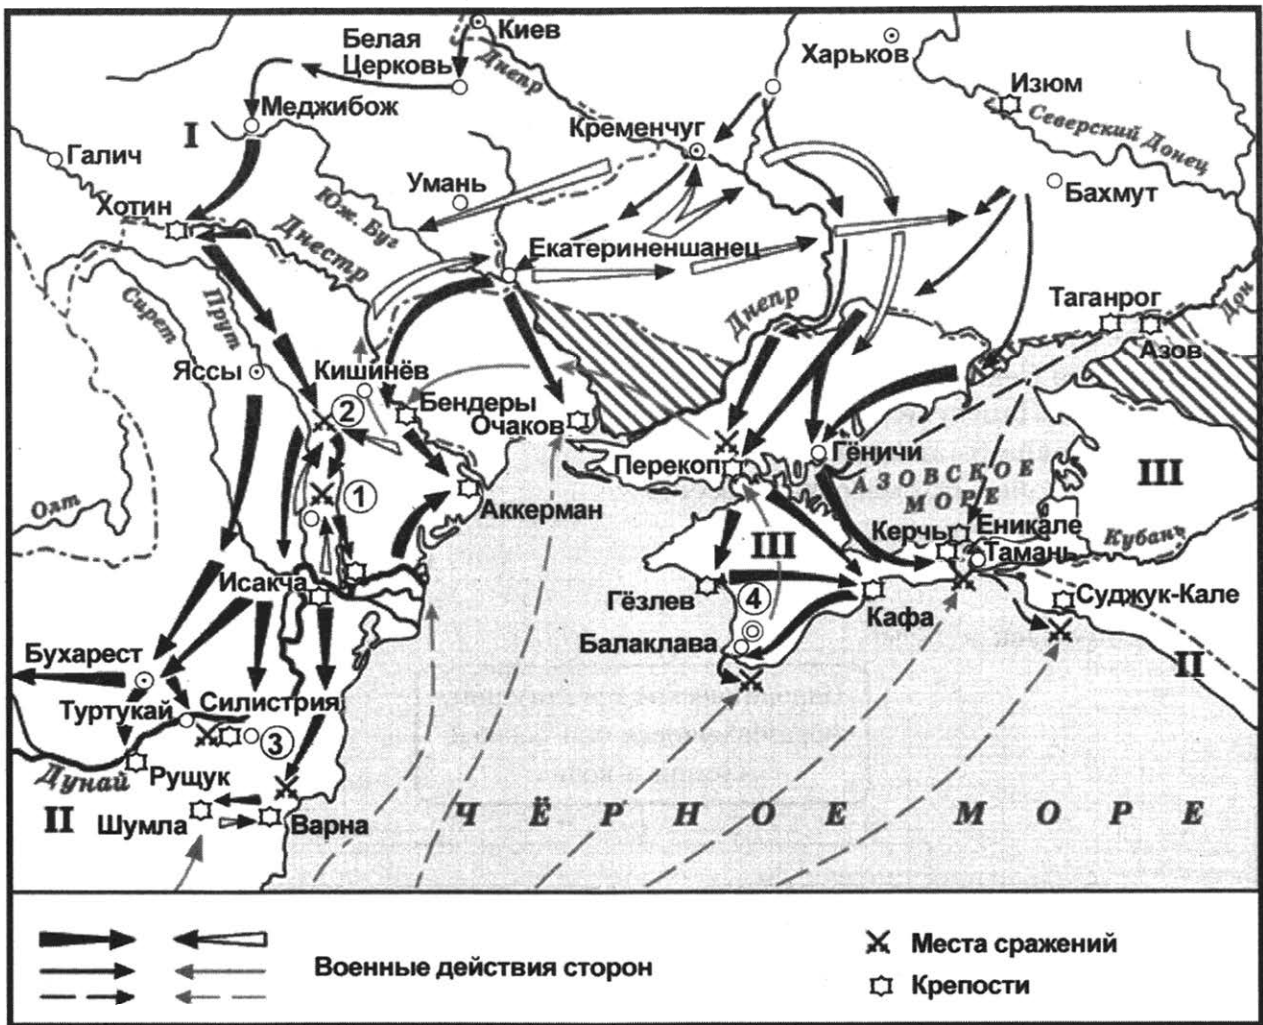 Киев
Белая
Церковь
Днепр
Харьков
Изюм
Северский Донец
Меджибож
I
Кременчуг
Галич
Умань
Бахмут
Хотин
Юж. Буг
Днестр
Екатериненшанец
Сирет
Прут
Днепр
Таганрог
Дон
Азов
Яссы
Кишинёв
2
Бендеры
Очаков
Перекоп
Гёничи
АЗОВСКОЕ
МОРЕ
III
Олт
1
Аккерман
Керчь
Еникале
Тамань
Кубань
III
Исакча
Гёзлев
4
Кафа
Суджук-Кале
Балаклава
II
Бухарест
Туртукай
Силистрия
3
Дунай
Рущук
II
Шумла
Варна
ЧЁРНОЕ МОРЕ
Военные действия сторон
Места сражений
Крепости